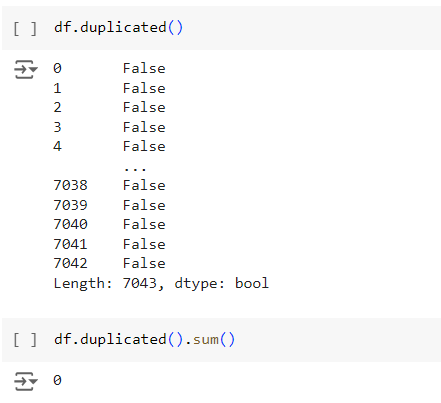 [ ] df.duplicated()
0 False
1 False
2 False
3 False
4 False
...
7038 False
7039 False
7040 False
7041 False
7042 False
Length: 7043, dtype: bool
[ ] df.duplicated().sum()
0